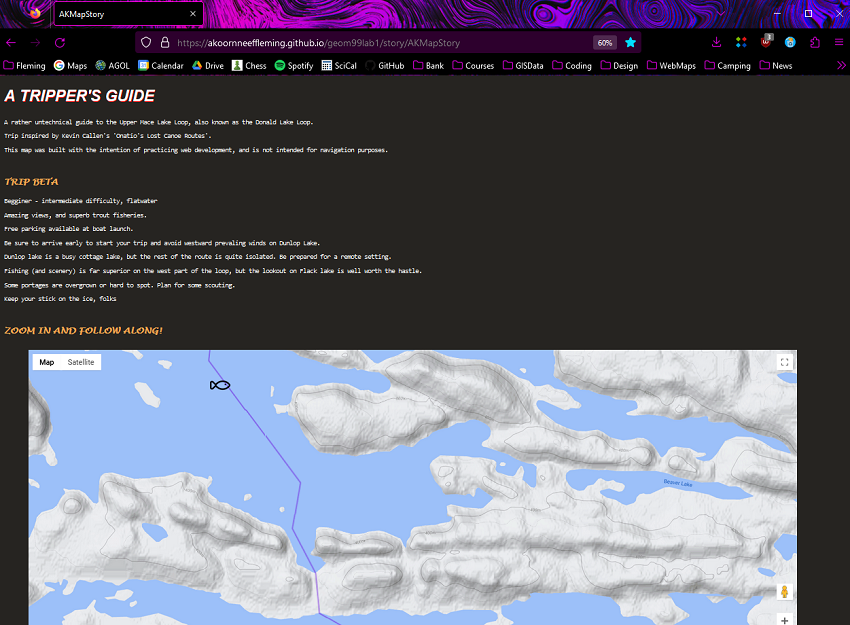 AKMapStory
https://akoornneeffleming.github.io/geom99lab1/story/AKMapStory
60%
3
Fleming Maps AGOL Calendar Drive Chess Spotify SciCal GitHub Bank Courses GISData Coding Design WebMaps Camping News
A TRIPPER'S GUIDE
A rather untechnical guide to the Upper Mace Lake Loop, also known as the Donald Lake Loop.
Trip inspired by Kevin Callen's 'Onatio's Lost Canoe Routes'.
This map was built with the intention of practicing web development, and is not intended for navigation purposes.
TRIP BETA
Begginer - intermediate difficulty, flatwater
Amazing views, and superb trout fisheries.
Free parking available at boat launch.
Be sure to arrive early to start your trip and avoid westward prevaling winds on Dunlop Lake.
Dunlop lake is a busy cottage lake, but the rest of the route is quite isolated. Be prepared for a remote setting.
Fishing (and scenery) is far superior on the west part of the loop, but the lookout on Flack lake is well worth the hastle.
Some portages are overgrown or hard to spot. Plan for some scouting.
Keep your stick on the ice, folks
ZOOM IN AND FOLLOW ALONG!
Map Satellite
Beaver Lake